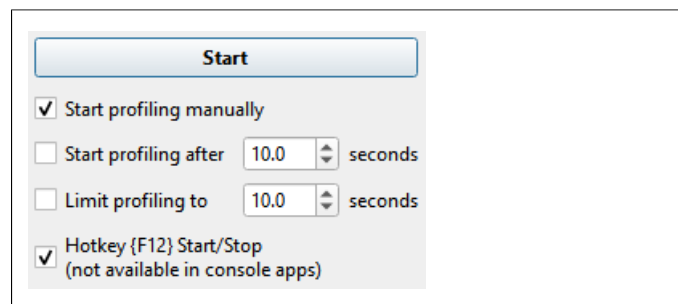 Start
Start profiling manually
Start profiling after 10.0 seconds
Limit profiling to 10.0 seconds
Hotkey {F12} Start/Stop
(not available in console apps)